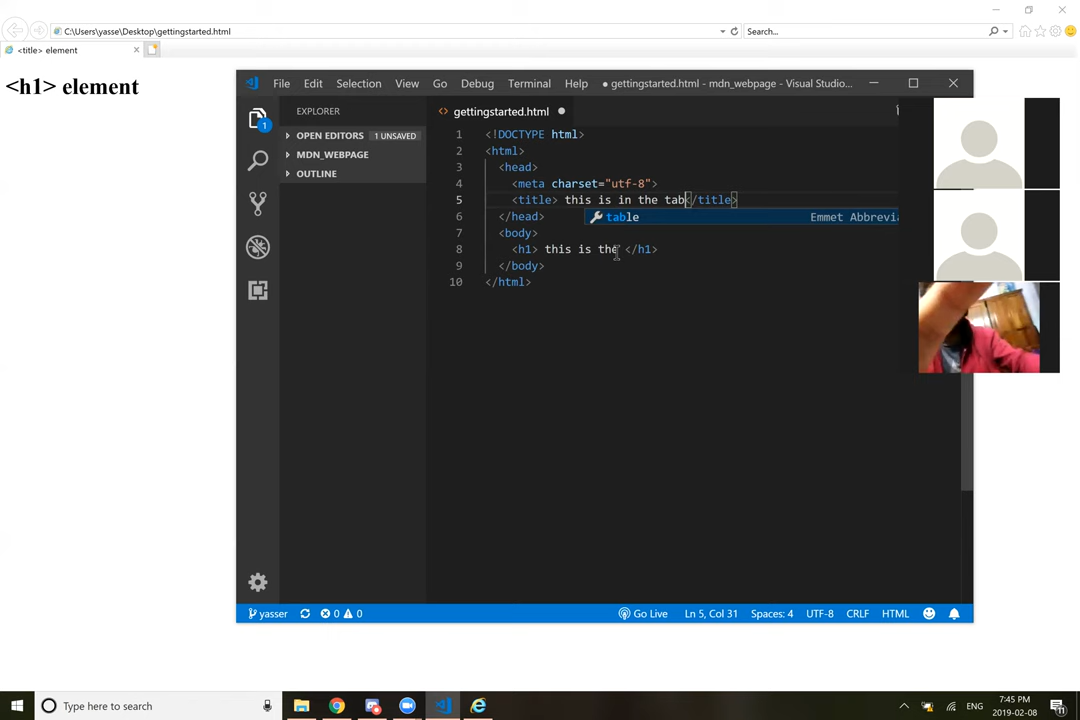 C:\Users\yasse\Desktop\gettingstarted.html
Search...
<title> element
<h1> element
File Edit Selection View Go Debug Terminal Help
● gettingstarted.html - mdn_webpage - Visual Studio...
EXPLORER
OPEN EDITORS 1 UNSAVED
MDN_WEBPAGE
OUTLINE
1
<> gettingstarted.html ●
1 <!DOCTYPE html>
2 <html>
3 <head>
4 <meta charset="utf-8">
5 <title> this is in the tab</title>
table Emmet Abbrevia
6 </head>
7 <body>
8 <h1> this is the </h1>
9 </body>
10 </html>
yasser 0 0 Go Live Ln 5, Col 31 Spaces: 4 UTF-8 CRLF HTML
Type here to search
ENG
7:45 PM
2019-02-08
11